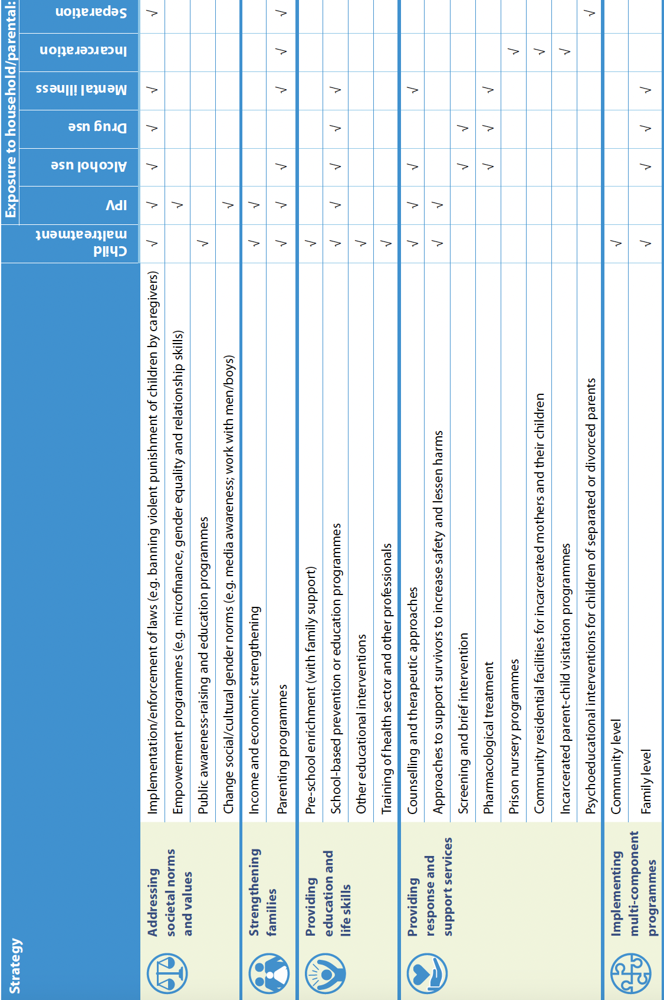 Strategy
Child
maltreatment
Exposure to household/parental:
IPV
Alcohol use
Drug use
Mental illness
Incarceration
Separation
Addressing
societal norms
and values
Implementation/enforcement of laws (e.g. banning violent punishment of children by caregivers) √ √ √ √ √ √
Empowerment programmes (e.g. microfinance, gender equality and relationship skills) √
Public awareness-raising and education programmes √
Change social/cultural gender norms (e.g. media awareness; work with men/boys) √
Strengthening
families
Income and economic strengthening √ √
Parenting programmes √ √ √ √ √ √
Providing
education and
life skills
Pre-school enrichment (with family support) √
School-based prevention or education programmes √ √ √ √ √
Other educational interventions √
Training of health sector and other professionals √
Providing
response and
support services
Counselling and therapeutic approaches √ √ √ √
Approaches to support survivors to increase safety and lessen harms √ √
Screening and brief intervention √ √
Pharmacological treatment √ √ √
Prison nursery programmes √
Community residential facilities for incarcerated mothers and their children √
Incarcerated parent-child visitation programmes √
Psychoeducational interventions for children of separated or divorced parents √
Implementing
multi-component
programmes
Community level √
Family level √ √ √ √